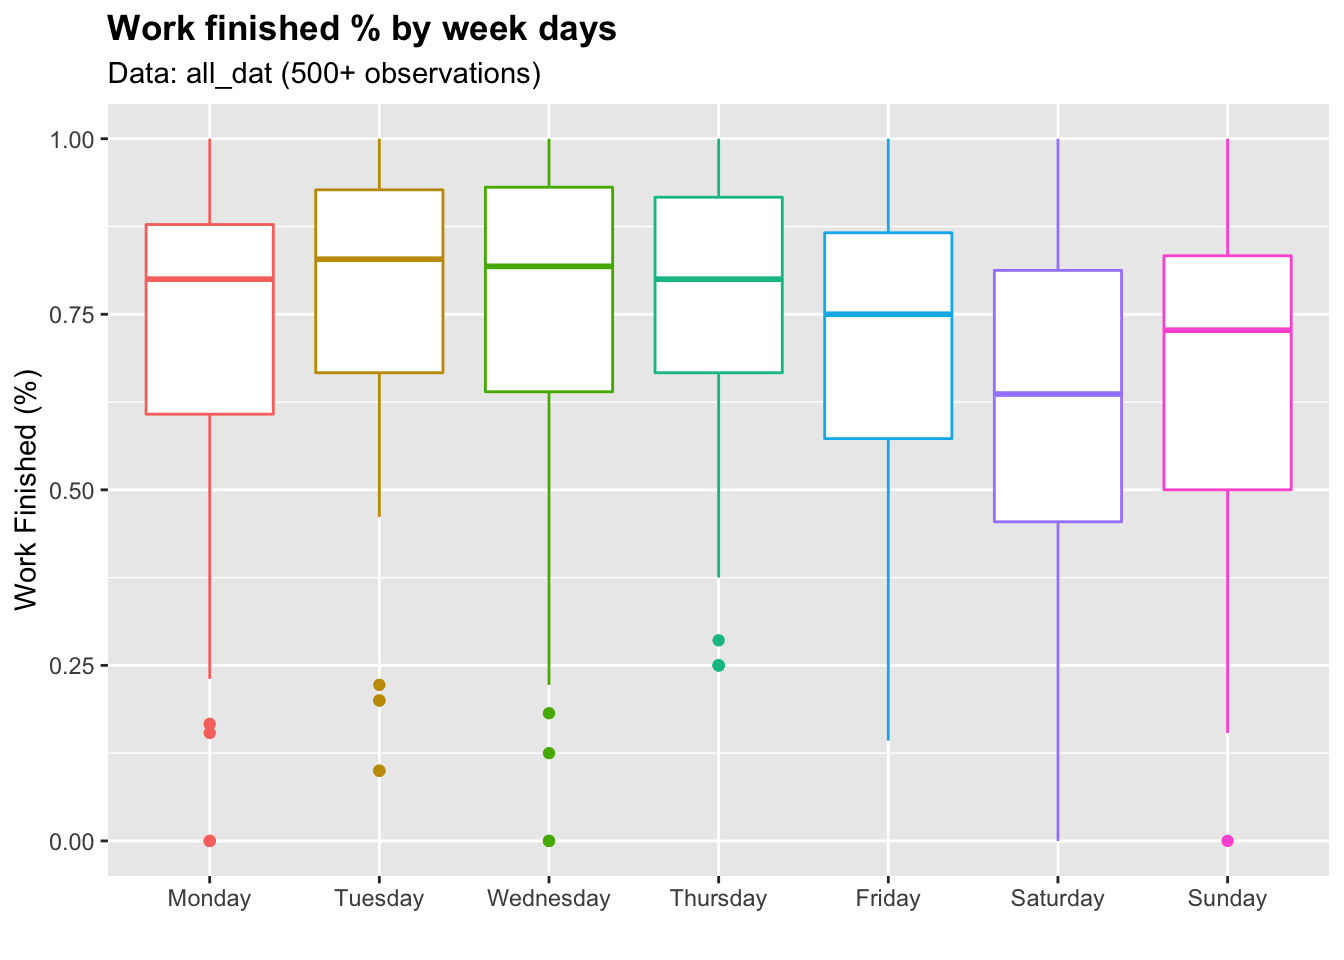 Work finished % by week days
Data: all_dat (500+ observations)
Work Finished (%)
1.00
0.75
0.50
0.25
0.00
Monday
Tuesday
Wednesday
Thursday
Friday
Saturday
Sunday